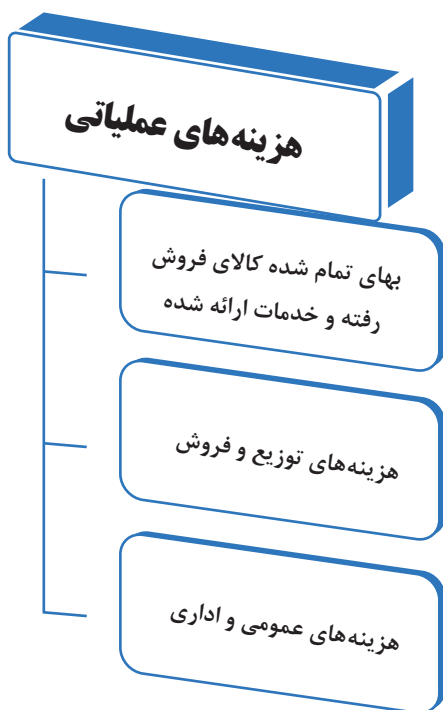 هزینه‌های عملیاتی
بهای تمام شده کالای فروش
رفته و خدمات ارائه شده
هزینه‌های توزیع و فروش
هزینه‌های عمومی و اداری